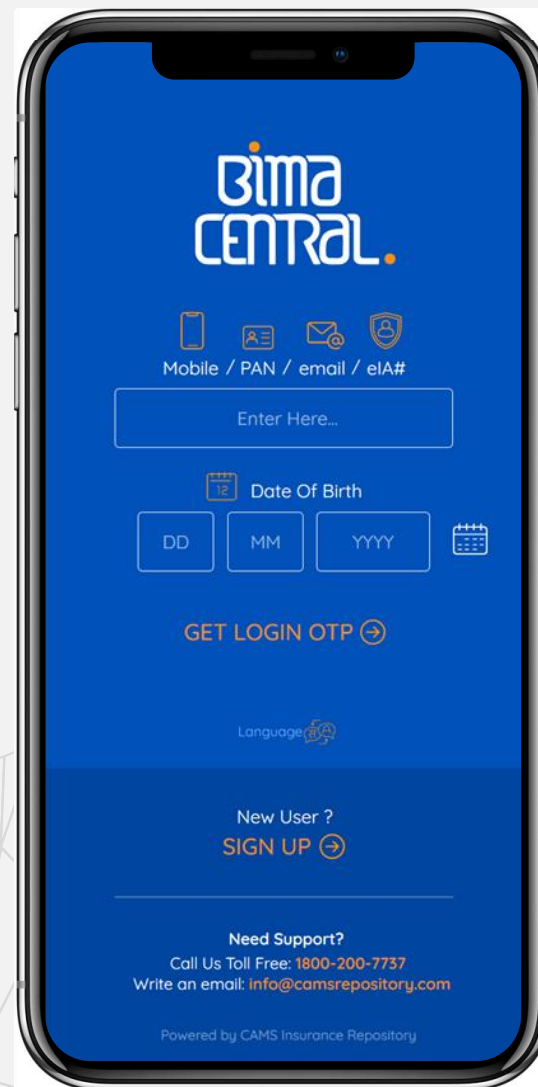 Bima
CENTRAL.
Mobile / PAN / email / eIA#
Enter Here...
12 Date Of Birth
DD MM YYYY
GET LOGIN OTP
Language
New User ?
SIGN UP
Need Support?
Call Us Toll Free: 1800-200-7737
Write an email: info@camsrepository.com
Powered by CAMS Insurance Repository